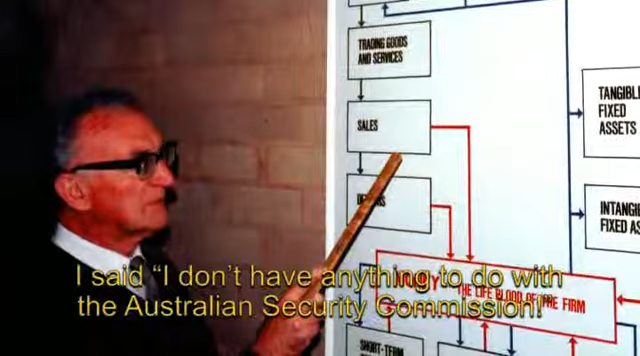 TRADING GOODS
AND SERVICES
SALES
TANGIBLE
FIXED
ASSETS
INTANGI
FIXED AS
THE LIFE BLOOD OF THE FIRM
SHORT-TERM
I said “I don’t have anything to do with
the Australian Security Commission!